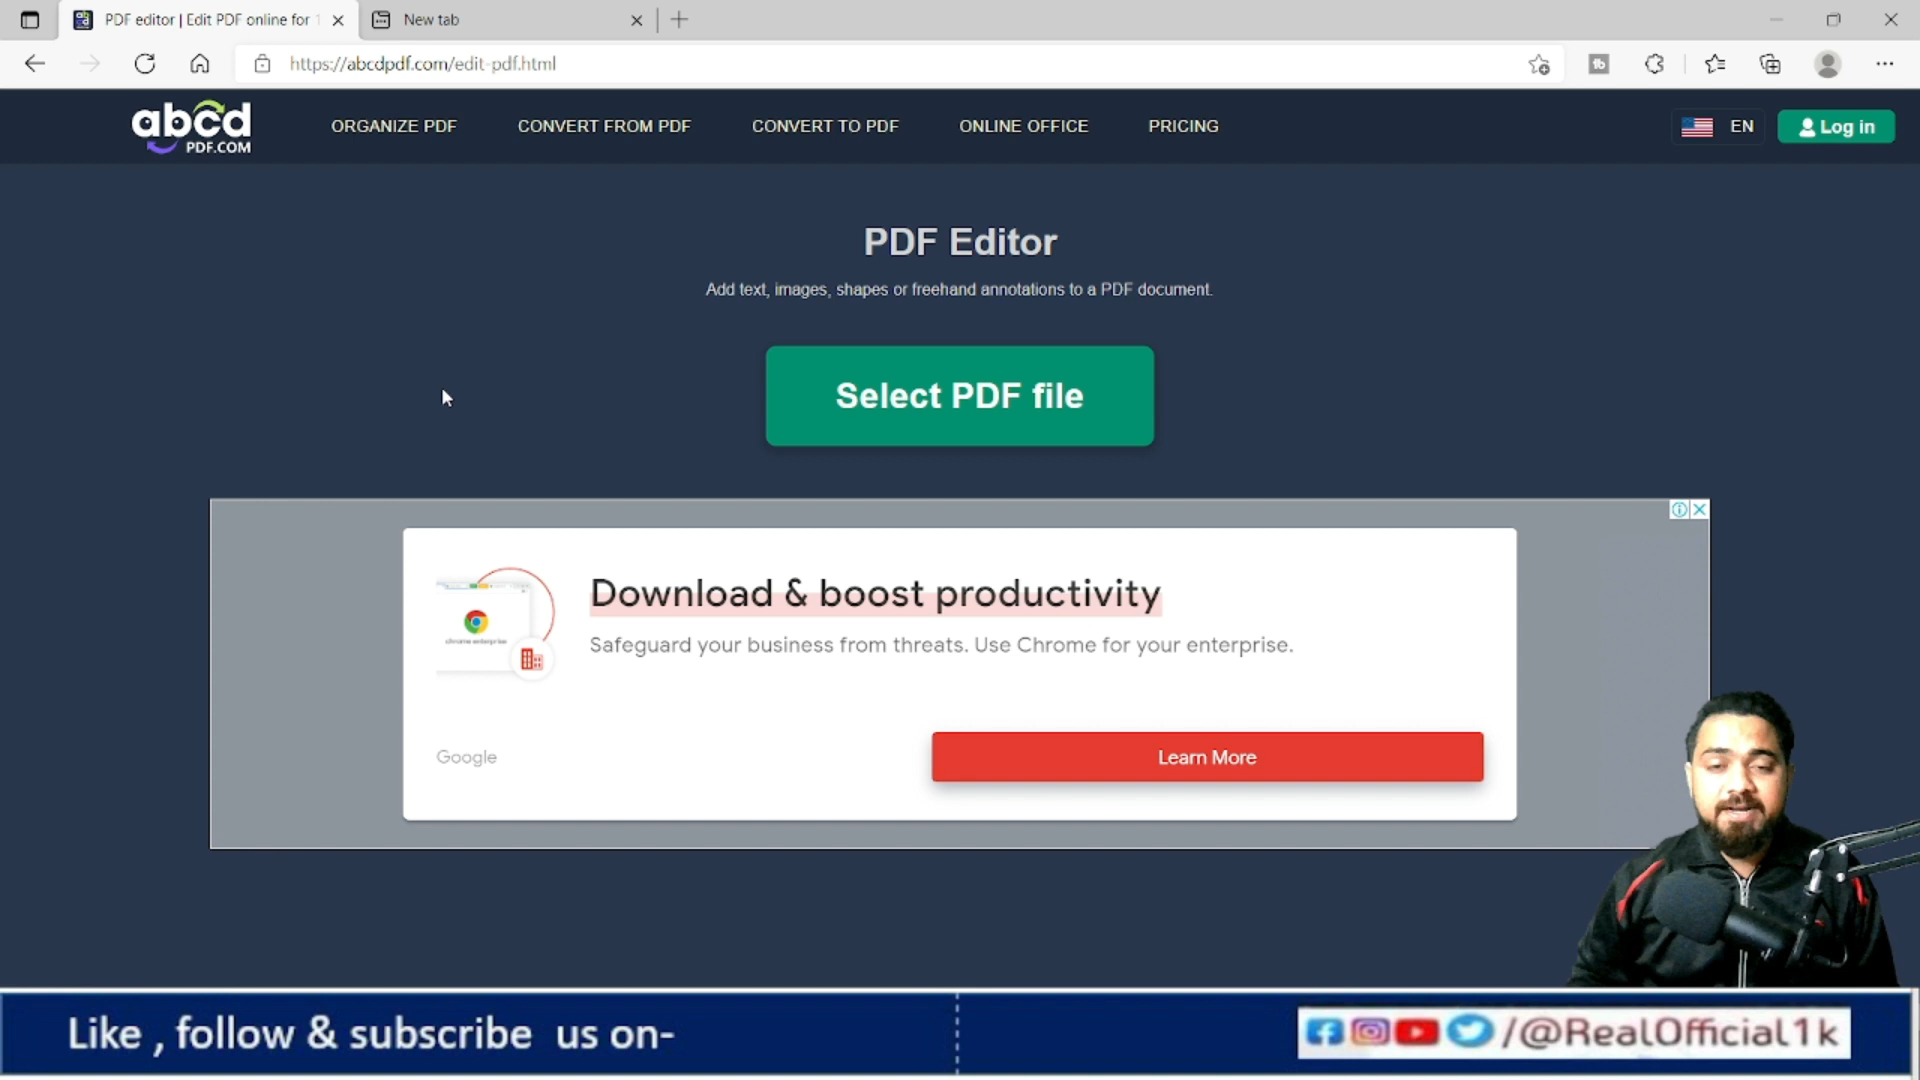 PDF editor | Edit PDF online for
New tab
https://abcdpdf.com/edit-pdf.html
abcd
PDF.COM
ORGANIZE PDF
CONVERT FROM PDF
CONVERT TO PDF
ONLINE OFFICE
PRICING
EN
Log in
PDF Editor
Add text, images, shapes or freehand annotations to a PDF document.
Select PDF file
Download & boost productivity
chrome enterprise
Safeguard your business from threats. Use Chrome for your enterprise.
Google
Learn More
Like , follow & subscribe us on-
/@RealOfficial1k